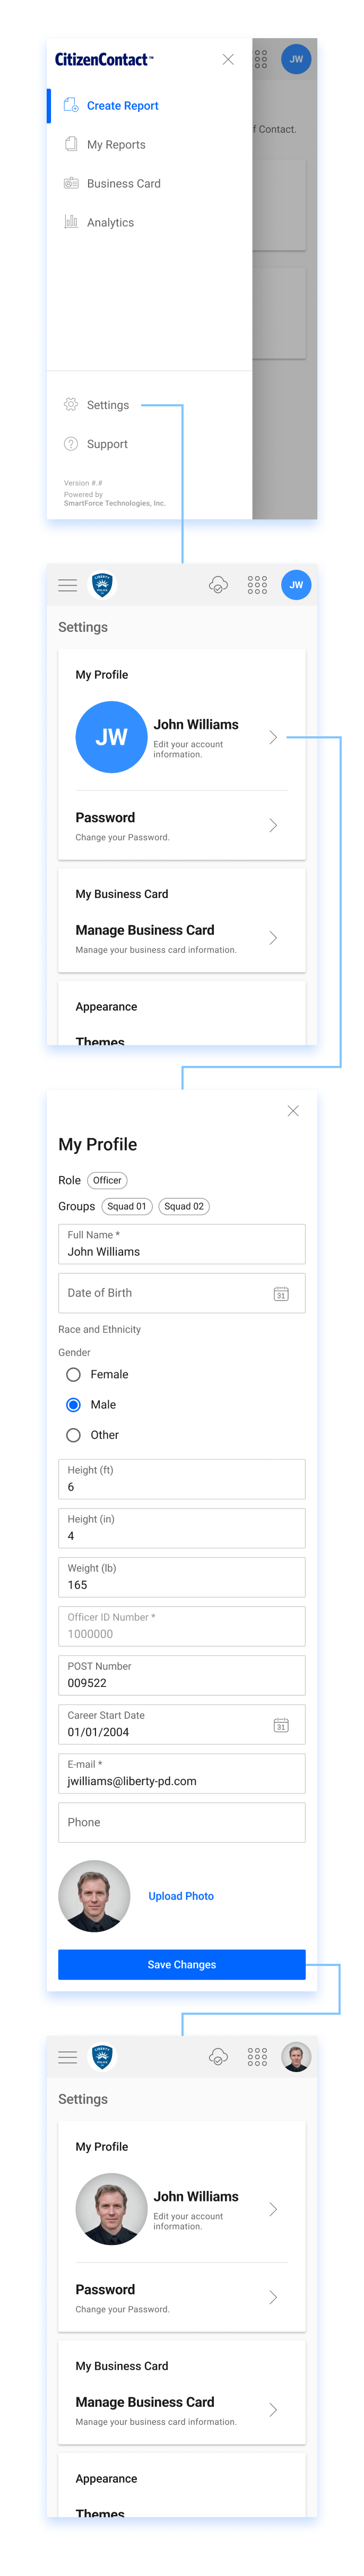 CitizenContact™
JW
Create Report
f Contact.
My Reports
Business Card
Analytics
Settings
Support
Version #.#
Powered by
SmartForce Technologies, Inc.
LIBERTY
POLICE
JW
Settings
My Profile
JW
John Williams
Edit your account
information.
Password
Change your Password.
My Business Card
Manage Business Card
Manage your business card information.
Appearance
Themes
My Profile
Role Officer
Groups Squad 01 Squad 02
Full Name *
John Williams
Date of Birth
31
Race and Ethnicity
Gender
Female
Male
Other
Height (ft)
6
Height (in)
4
Weight (lb)
165
Officer ID Number *
1000000
POST Number
009522
Career Start Date
01/01/2004
31
E-mail *
jwilliams@liberty-pd.com
Phone
Upload Photo
Save Changes
LIBERTY
POLICE
Settings
My Profile
John Williams
Edit your account
information.
Password
Change your Password.
My Business Card
Manage Business Card
Manage your business card information.
Appearance
Themes